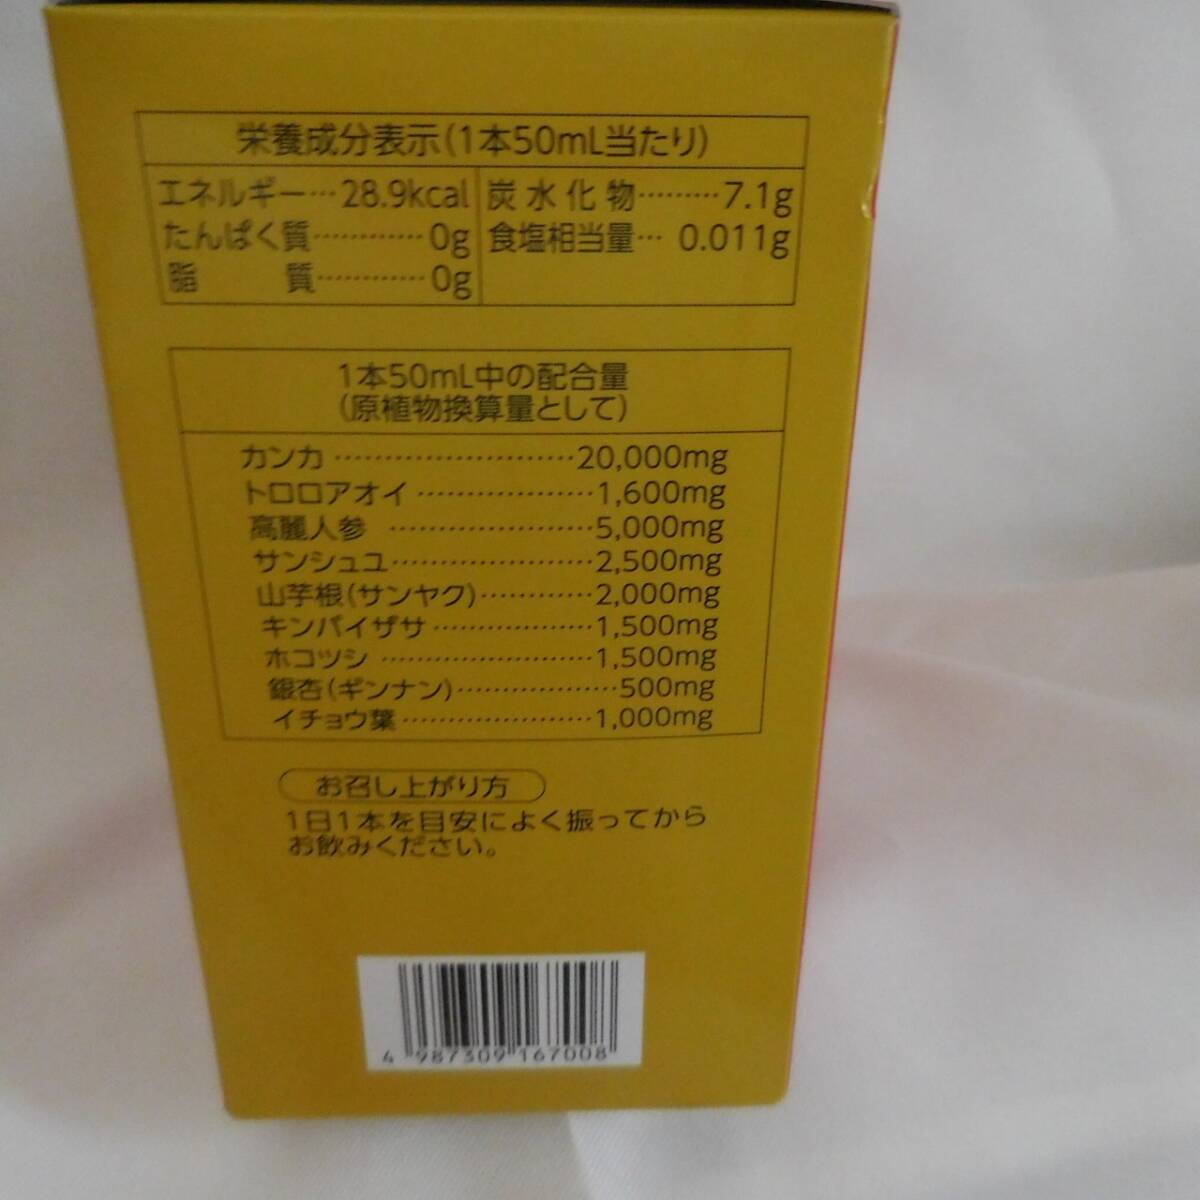 栄養成分表示(1本50mL当たり)
エネルギー…28.9kcal
たんぱく質…………0g
脂質…………0g
炭水化物………7.1g
食塩相当量… 0.011g
1本50mL中の配合量
(原植物換算量として)
カンカ……………………20,000mg
トロロアオイ………………1,600mg
高麗人参…………………5,000mg
サンシュユ…………………2,500mg
山芋根(サンヤク)…………2,000mg
キンバイザサ………………1,500mg
ホコツシ…………………1,500mg
銀杏(ギンナン)………………500mg
イチョウ葉…………………1,000mg
お召し上がり方
1日1本を目安によく振ってから
お飲みください。
4 987309 167008